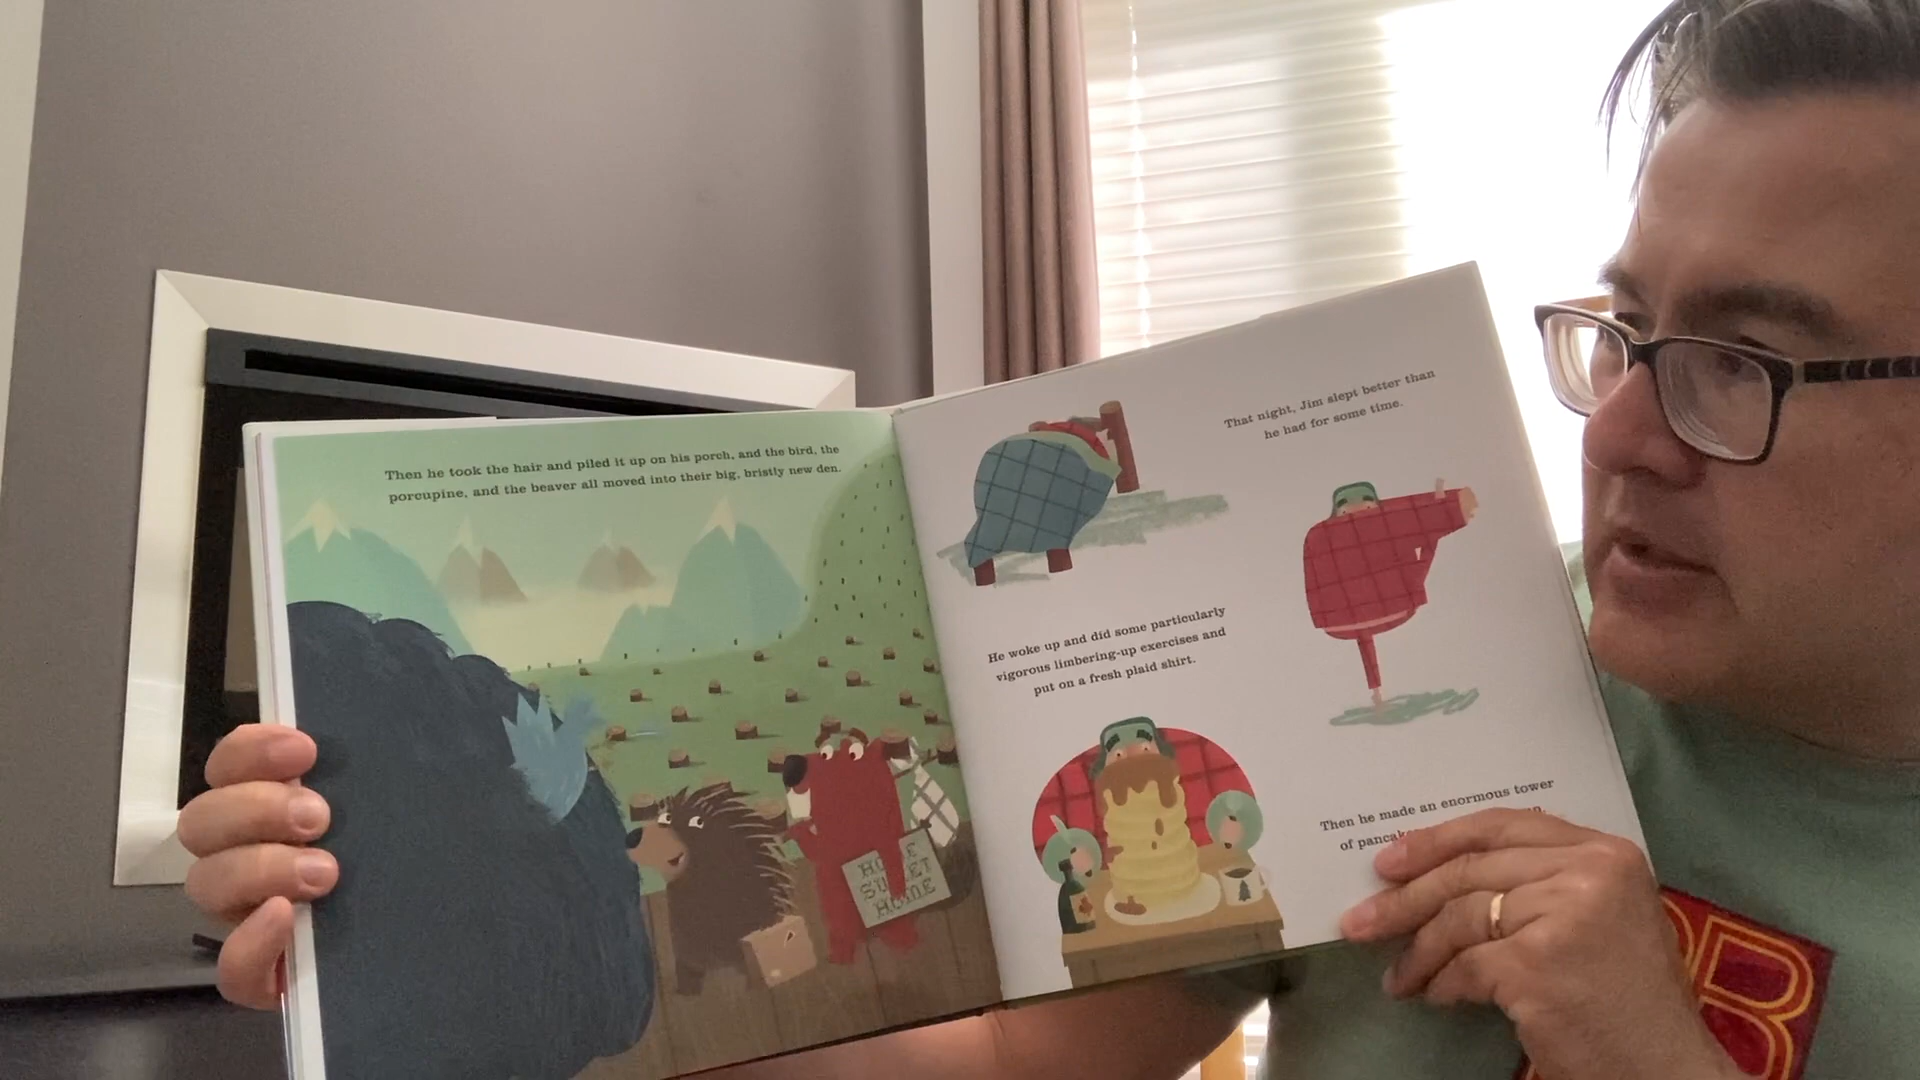 Then he took the hair and piled it up on his porch, and the bird, the
porcupine, and the beaver all moved into their big, bristly new den.
HOME
SWEET
HOME
That night, Jim slept better than
he had for some time.
He woke up and did some particularly
vigorous limbering-up exercises and
put on a fresh plaid shirt.
Then he made an enormous tower
of